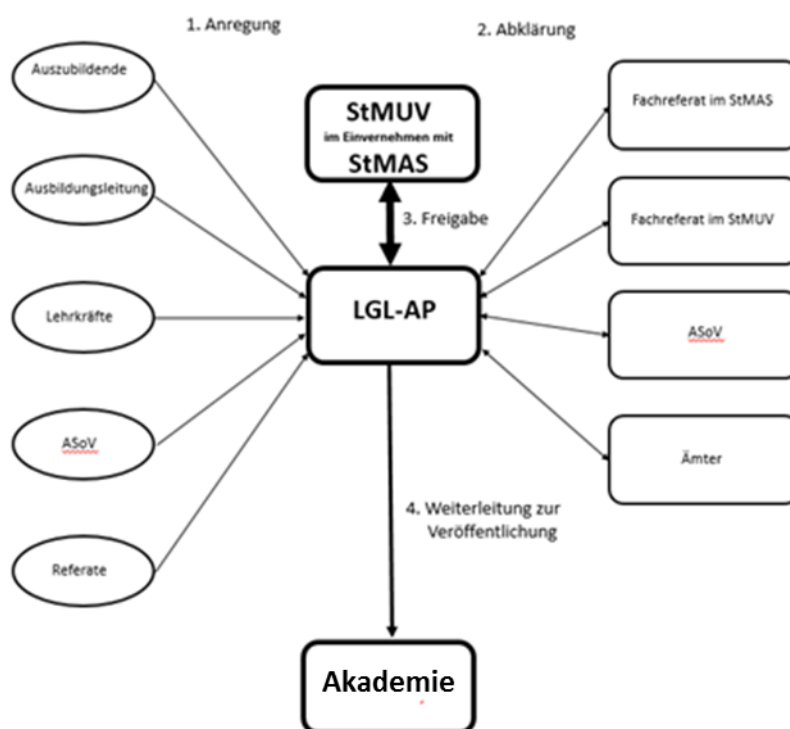 1. Anregung
2. Abklärung
Auszubildende
Ausbildungsleitung
Lehrkräfte
ASoV
Referate
StMUV
im Einvernehmen mit
StMAS
3. Freigabe
LGL-AP
4. Weiterleitung zur
Veröffentlichung
Akademie
Fachreferat im StMAS
Fachreferat im StMUV
ASoV
Ämter